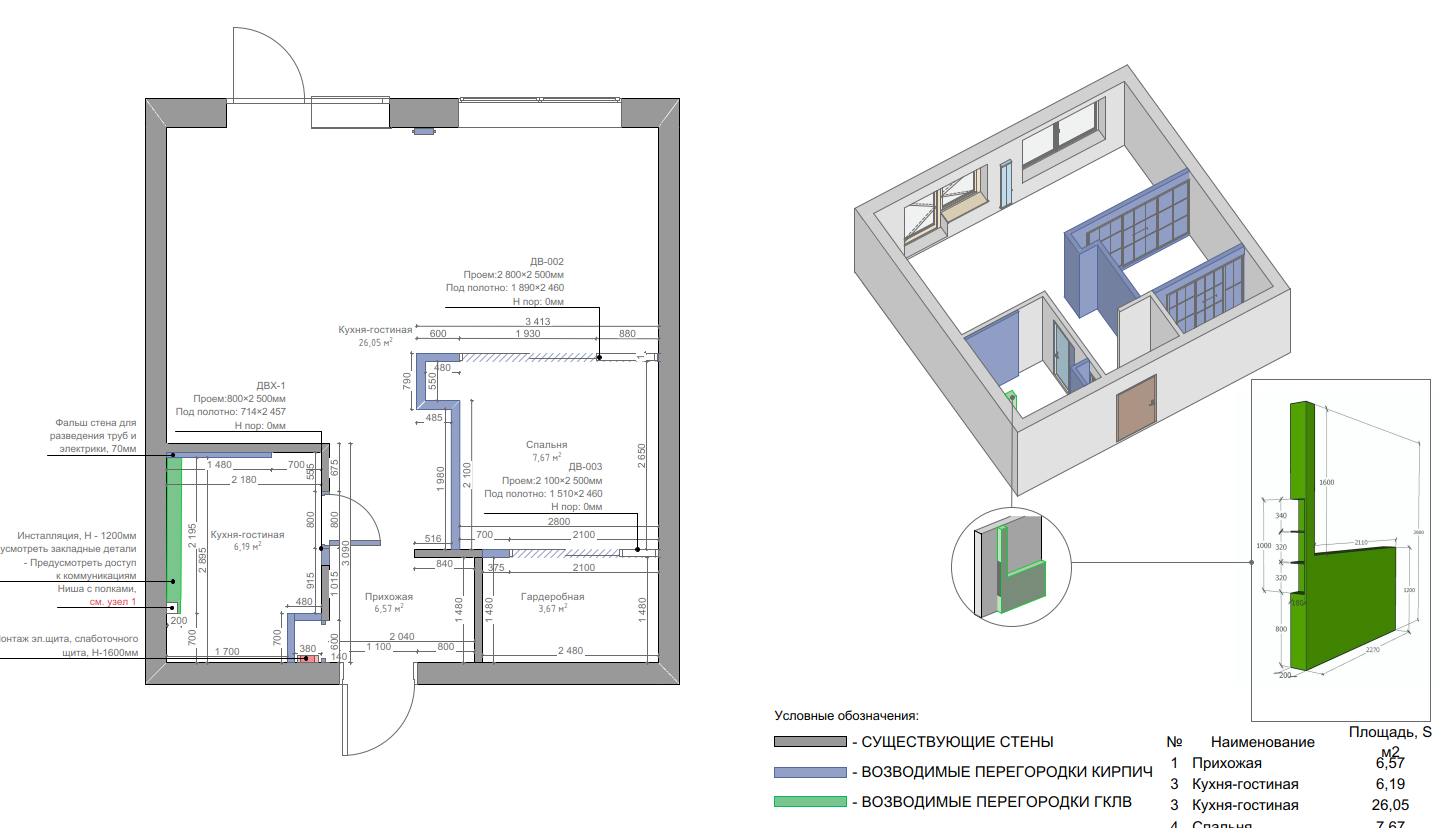 ДВ-002
Проем:2 800×2 500мм
Под полотно: 1 890×2 460
Н пор: 0мм
3 413
600
1 930
880
Кухня-гостиная
26,05 м²
790
550
480
1
485
ДВХ-1
Проем:800×2 500мм
Под полотно: 714×2 457
Н пор: 0мм
Фальш стена для
разведения труб и
электрики, 70мм
1 480
700
555
675
2 180
Спальня
7,67 м²
2 650
1 980
2 100
ДВ-003
Проем:2 100×2 500мм
Под полотно: 1 510×2 460
Н пор: 0мм
2800
516
700
2100
840
375
2100
Инсталляция, Н - 1200мм
усмотреть закладные детали
- Предусмотреть доступ
к коммуникациям
Ниша с полками,
см. узел 1
2 195
2 895
Кухня-гостиная
6,19 м²
800
800
3 090
915
1 015
480
200
700
700
1 700
380
600
140
Прихожая
6,57 м²
2 040
1 100
800
1 480
1 480
Гардеробная
3,67 м²
1 480
2 480
онтаж эл.щита, слаботочного
щита, Н-1600мм
1600
340
320
1000
320
180
2110
1200
800
2270
200
Условные обозначения:
- СУЩЕСТВУЮЩИЕ СТЕНЫ
- ВОЗВОДИМЫЕ ПЕРЕГОРОДКИ КИРПИЧ
- ВОЗВОДИМЫЕ ПЕРЕГОРОДКИ ГКЛВ
№ Наименование Площадь, S
м2
1 Прихожая 6,57
3 Кухня-гостиная 6,19
3 Кухня-гостиная 26,05
4 Спальня 7,67